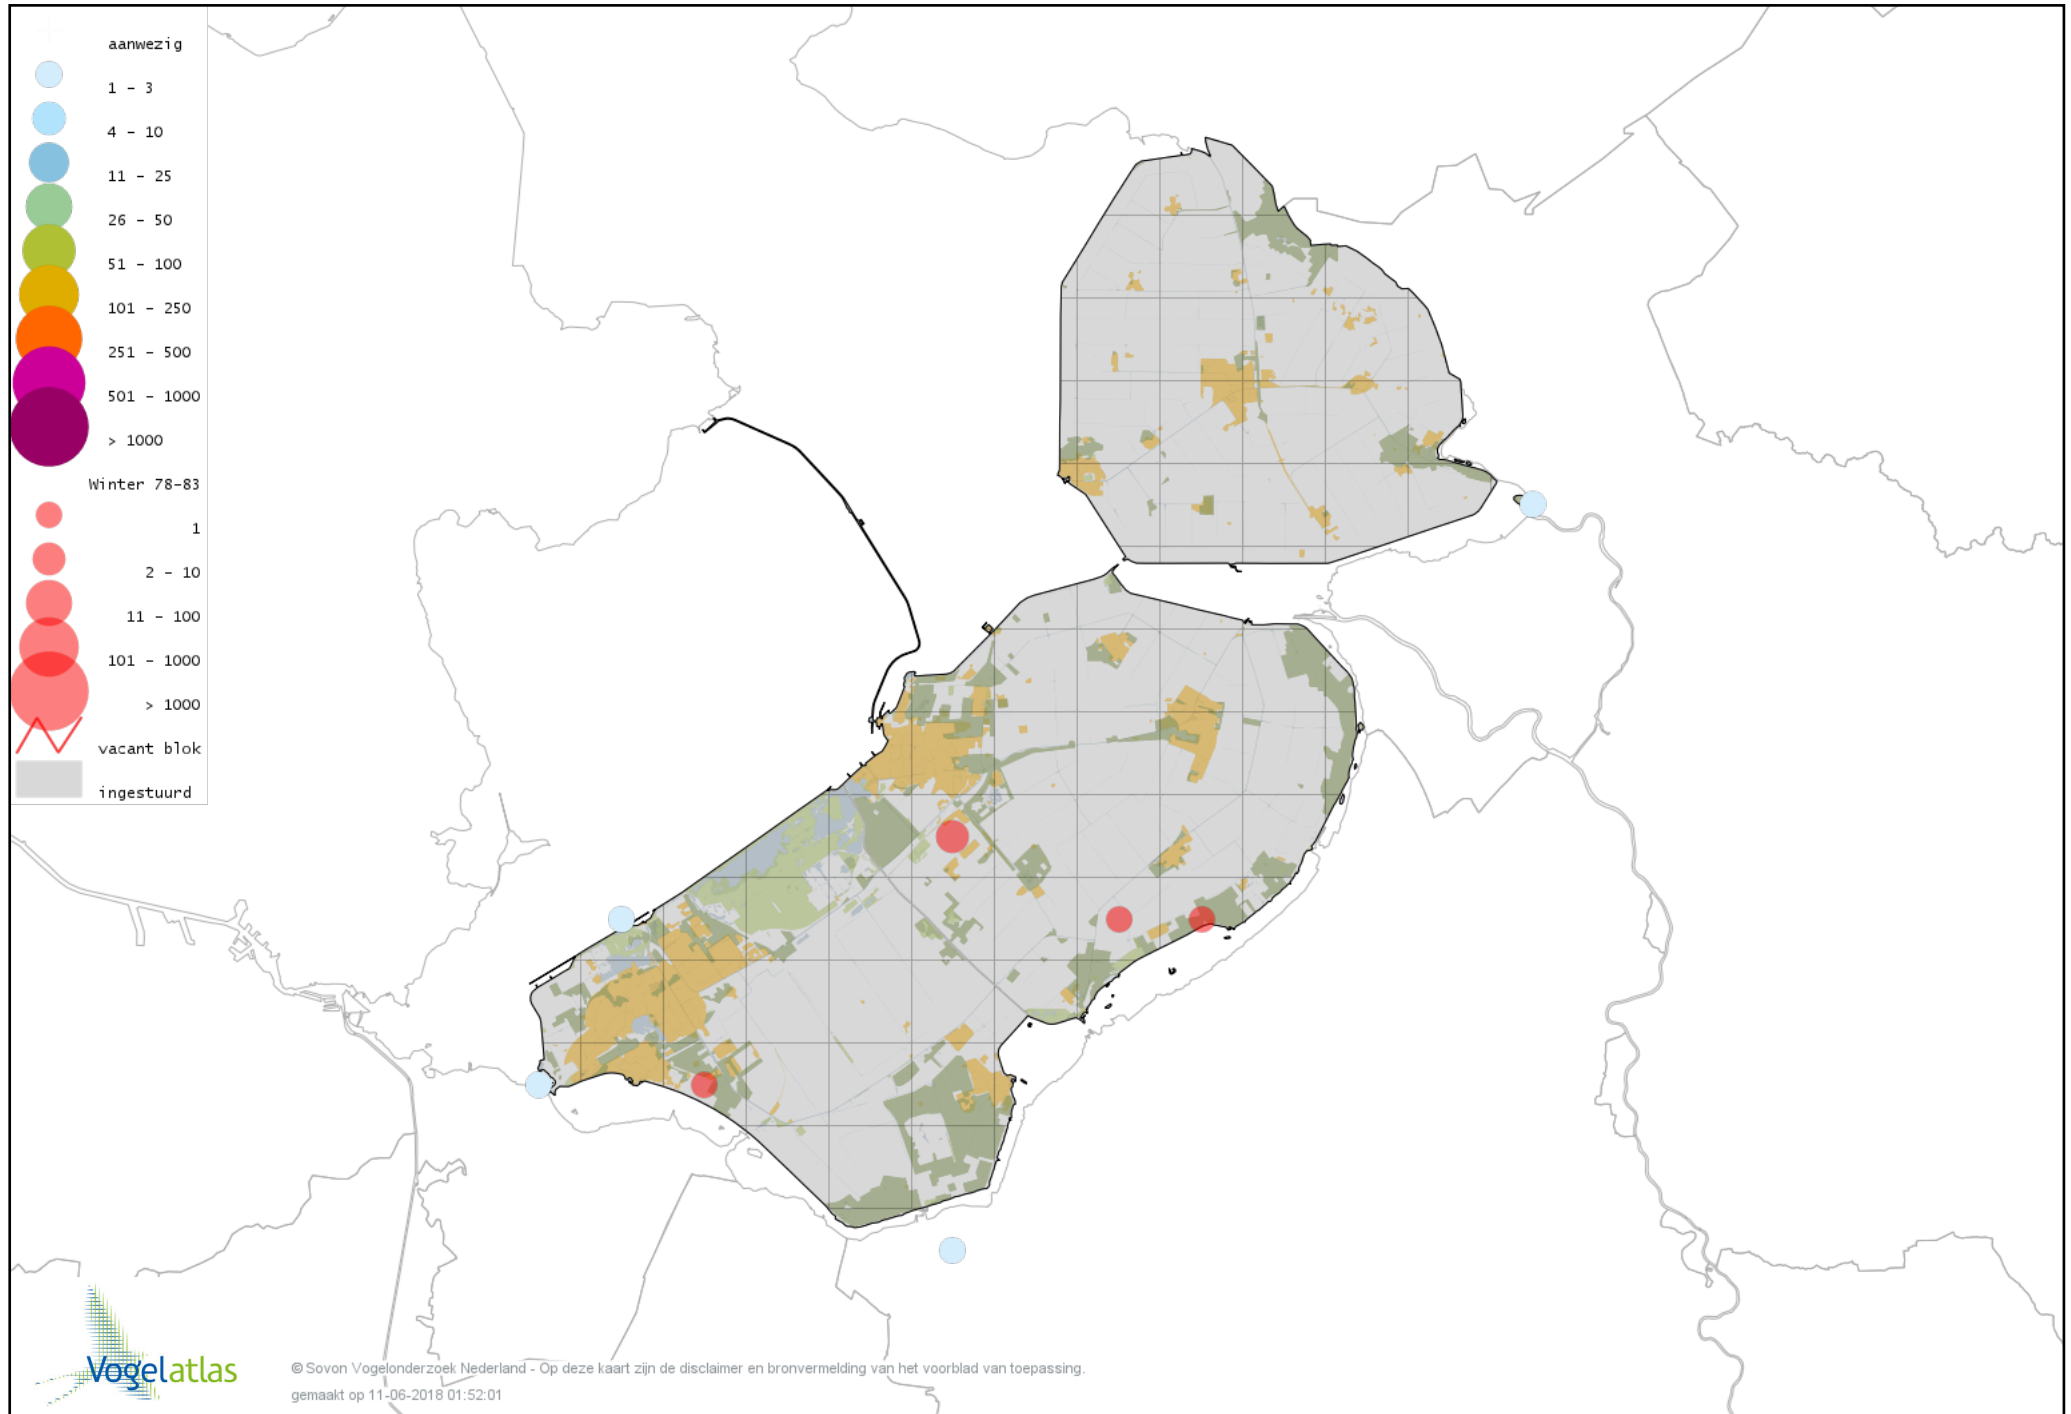 aanwezig
1 - 3
4 - 10
11 - 25
26 - 50
51 - 100
101 - 250
251 - 500
501 - 1000
> 1000
Winter 78-83
1
2 - 10
11 - 100
101 - 1000
> 1000
vacant blok
ingestuurd
Vogelatlas
© Sovon Vogelonderzoek Nederland - Op deze kaart zijn de disclaimer en bronvermelding van het voorblad van toepassing.
gemaakt op 11-06-2018 01:52:01